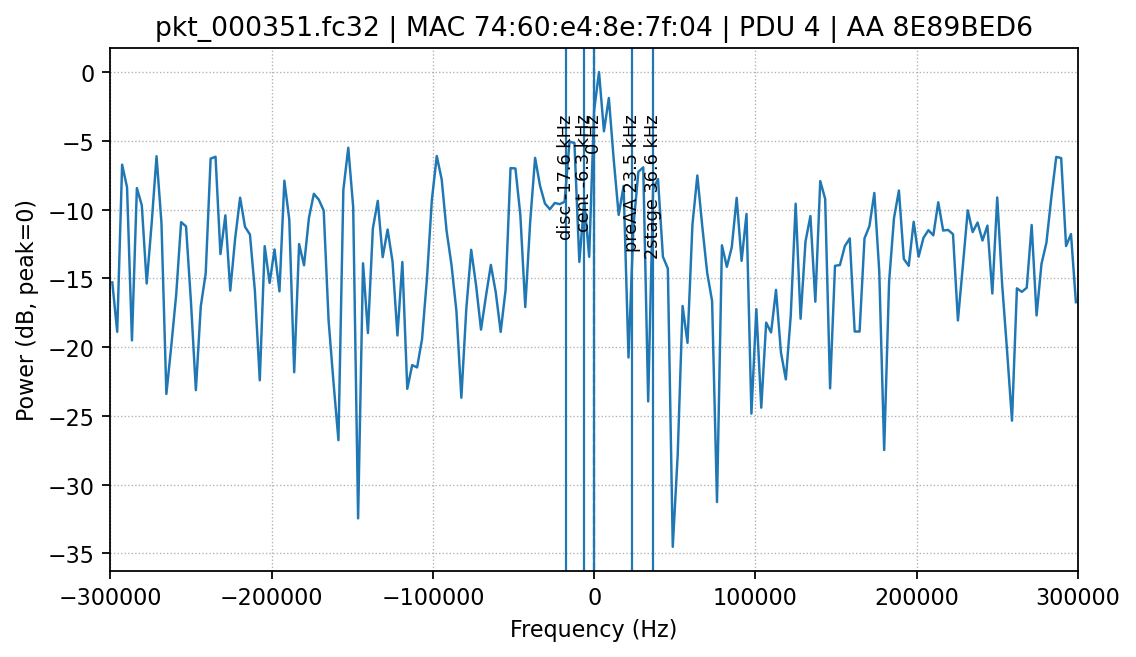 pkt_000351.fc32 | MAC 74:60:e4:8e:7f:04 | PDU 4 | AA 8E89BED6
Power (dB, peak=0)
0
−5
−10
−15
−20
−25
−30
−35
disc -17.6 kHz
cent -6.3 kHz
0 Hz
preAA 23.5 kHz
2stage 36.6 kHz
−300000
−200000
−100000
0
100000
200000
300000
Frequency (Hz)